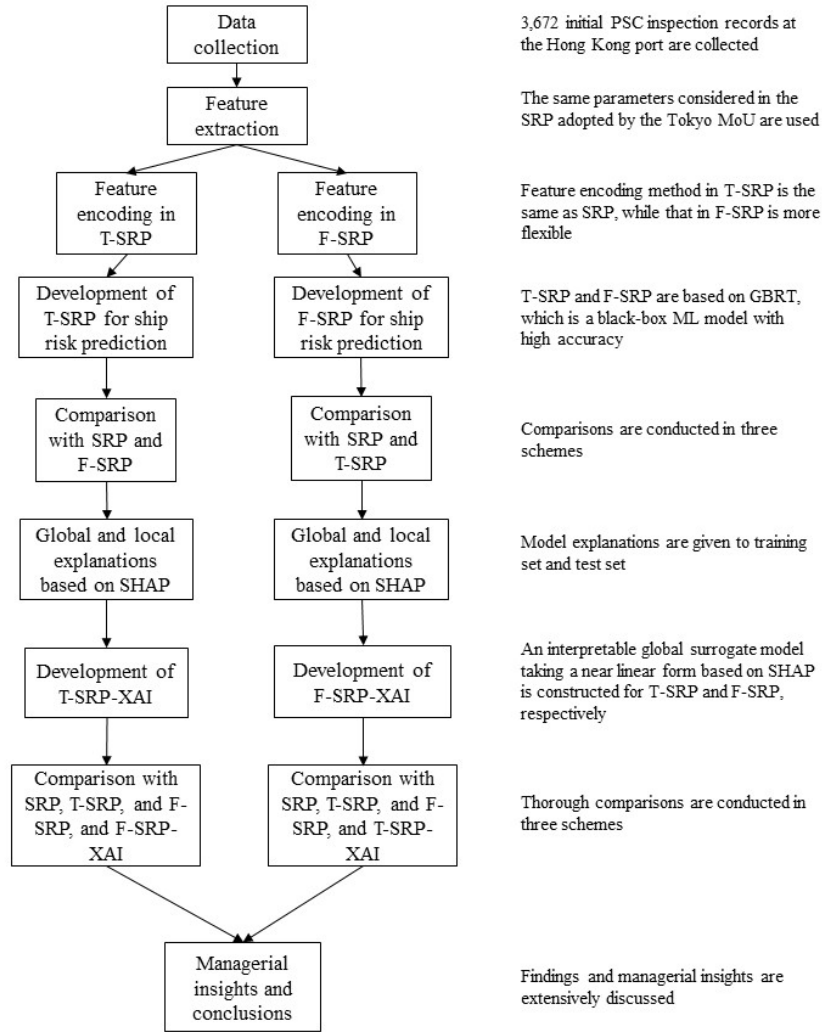 Data
collection
3,672 initial PSC inspection records at
the Hong Kong port are collected
Feature
extraction
The same parameters considered in the
SRP adopted by the Tokyo MoU are used
Feature
encoding in
T-SRP
Feature
encoding in
F-SRP
Feature encoding method in T-SRP is the
same as SRP, while that in F-SRP is more
flexible
Development of
T-SRP for ship
risk prediction
Development of
F-SRP for ship
risk prediction
T-SRP and F-SRP are based on GBRT,
which is a black-box ML model with
high accuracy
Comparison
with SRP and
F-SRP
Comparison
with SRP and
T-SRP
Comparisons are conducted in three
schemes
Global and local
explanations
based on SHAP
Global and local
explanations
based on SHAP
Model explanations are given to training
set and test set
Development of
T-SRP-XAI
Development of
F-SRP-XAI
An interpretable global surrogate model
taking a near linear form based on SHAP
is constructed for T-SRP and F-SRP,
respectively
Comparison with
SRP, T-SRP, and F-
SRP, and F-SRP-
XAI
Comparison with
SRP, T-SRP, and F-
SRP, and T-SRP-
XAI
Thorough comparisons are conducted in
three schemes
Managerial
insights and
conclusions
Findings and managerial insights are
extensively discussed